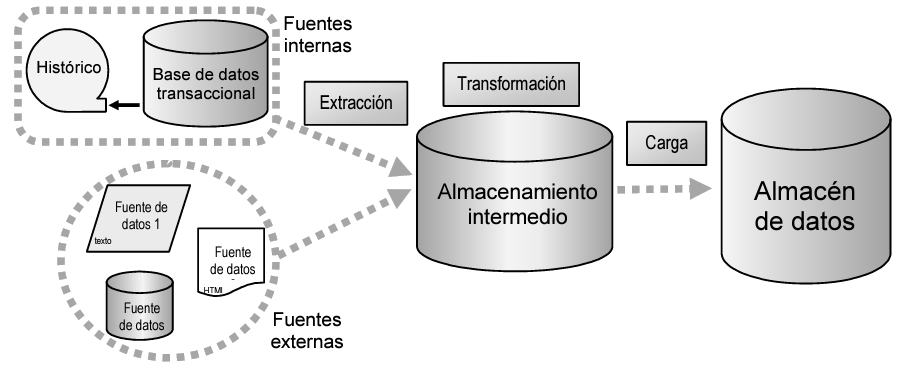 Fuentes
internas
Histórico
Base de datos
transaccional
Extracción
Transformación
Almacenamiento
intermedio
Carga
Almacén
de datos
Fuente de
datos 1
texto
Fuente
de datos
HTML
Fuente
de datos
Fuentes
externas